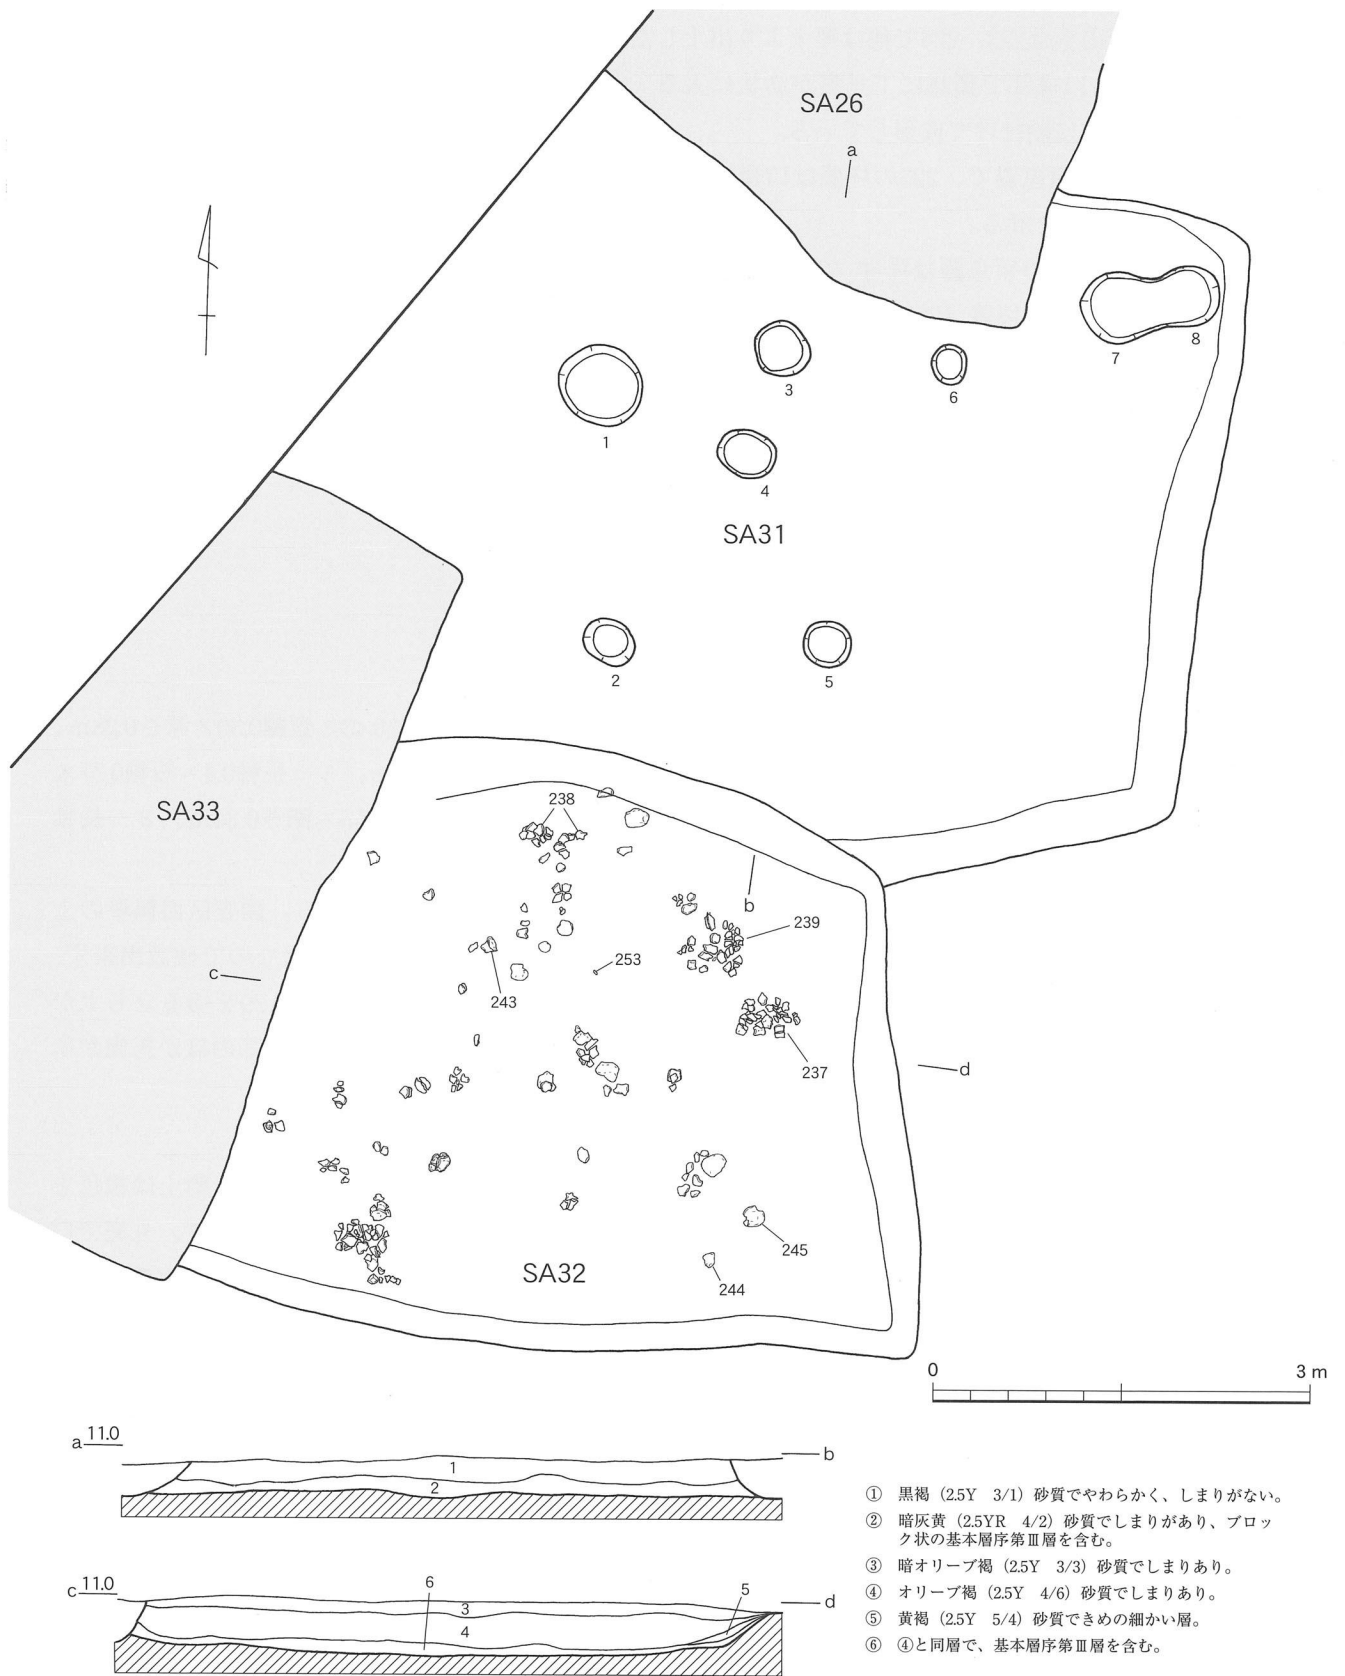 SA26
a
7
8
3
6
1
4
SA31
2
5
SA33
238
b
239
c
253
243
d
237
245
SA32
244
0 3 m
a 11.0
b
1
2
c 11.0
d
6
5
3
4
① 黒褐(2.5Y 3/1)砂質でやわらかく、しまりがない。
② 暗灰黄(2.5YR 4/2)砂質でしまりがあり、ブロッ
ク状の基本層序第Ⅲ層を含む。
③ 暗オリーブ褐(2.5Y 3/3)砂質でしまりあり。
④ オリーブ褐(2.5Y 4/6)砂質でしまりあり。
⑤ 黄褐(2.5Y 5/4)砂質できめの細かい層。
⑥ ④と同層で、基本層序第Ⅲ層を含む。